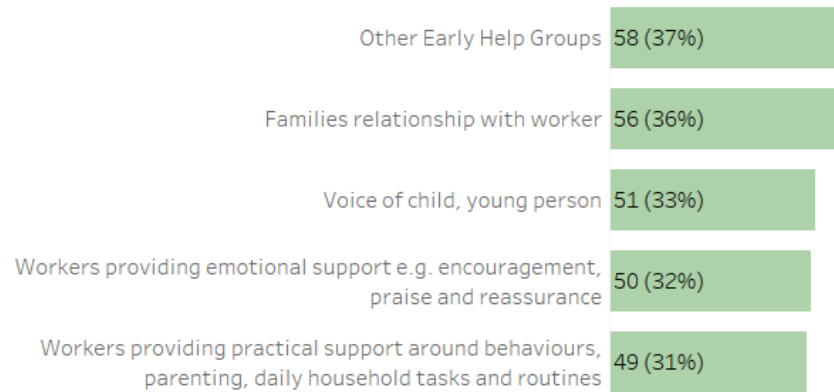 Other Early Help Groups 58 (37%)
Families relationship with worker 56 (36%)
Voice of child, young person 51 (33%)
Workers providing emotional support e.g. encouragement,
praise and reassurance 50 (32%)
Workers providing practical support around behaviours,
parenting, daily household tasks and routines 49 (31%)